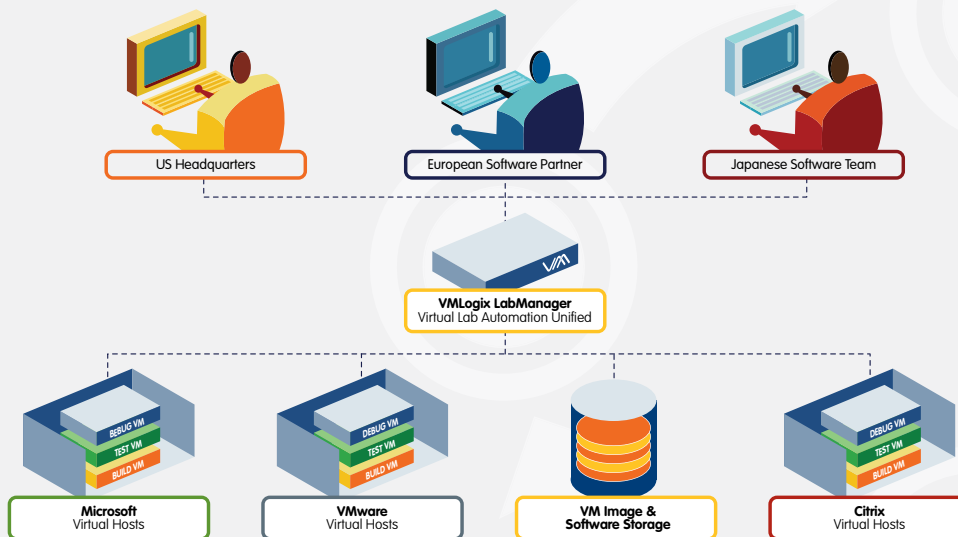 US Headquarters
European Software Partner
Japanese Software Team
VM
VMLogix LabManager
Virtual Lab Automation Unified
BEBUG VM
TEST VM
BUILD VM
DEBUG VM
TEST VM
BUILD VM
DEBUG VM
TEST VM
BUILD VM
Microsoft
Virtual Hosts
VMware
Virtual Hosts
VM Image &
Software Storage
Citrix
Virtual Hosts